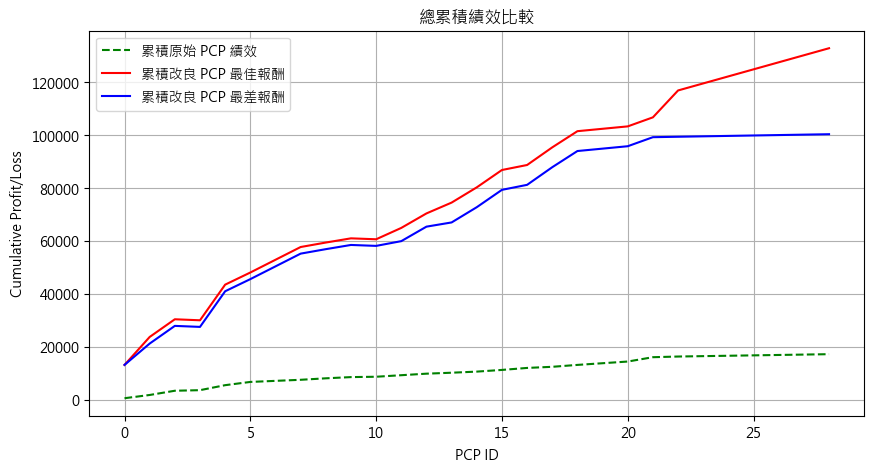 總累積績效比較
累積原始 PCP 績效
累積改良 PCP 最佳報酬
累積改良 PCP 最差報酬
Cumulative Profit/Loss
120000
100000
80000
60000
40000
20000
0
0 5 10 15 20 25
PCP ID